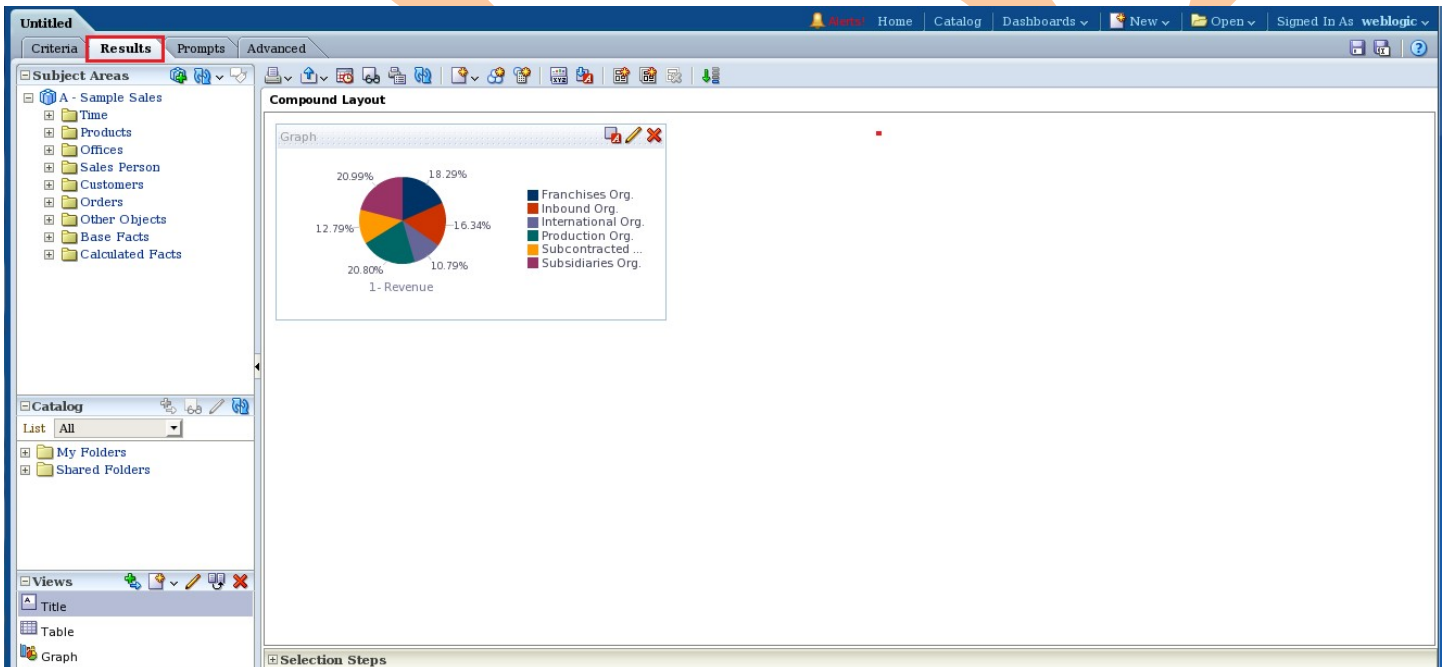 Untitled
Alerts! Home Catalog Dashboards New Open Signed In As weblogic
Criteria Results Prompts Advanced
Subject Areas
A - Sample Sales
Time
Products
Offices
Sales Person
Customers
Orders
Other Objects
Base Facts
Calculated Facts
Catalog
List All
My Folders
Shared Folders
Views
Title
Table
Graph
Compound Layout
Graph
20.99% 18.29%
12.79% 16.34%
20.80% 10.79%
1- Revenue
Franchises Org.
Inbound Org.
International Org.
Production Org.
Subcontracted ...
Subsidiaries Org.
Selection Steps